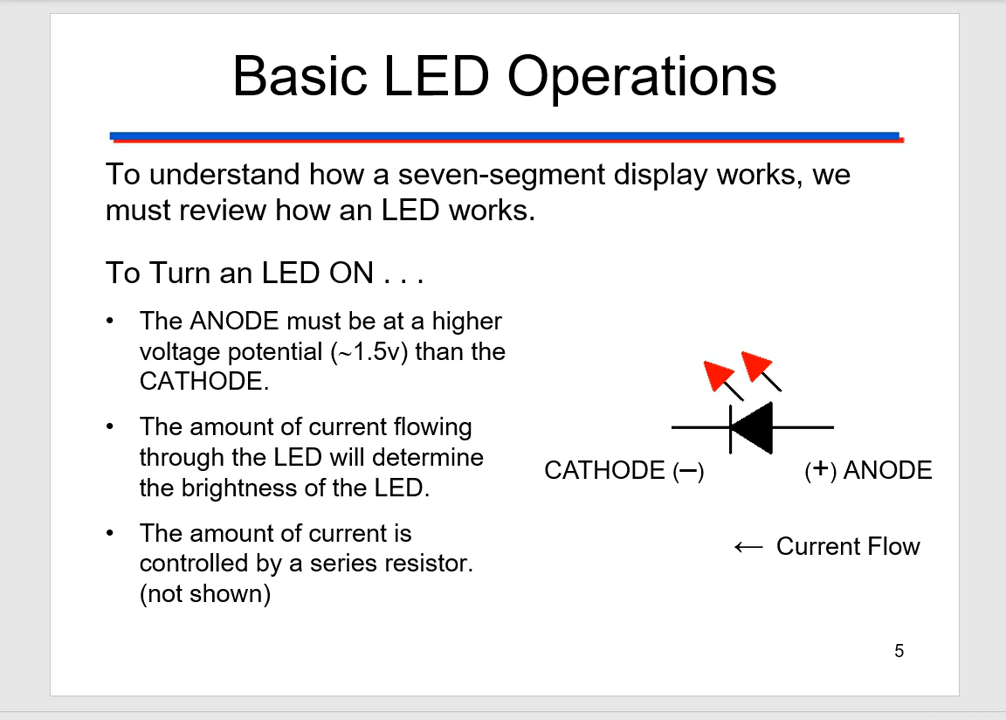 Basic LED Operations
To understand how a seven-segment display works, we
must review how an LED works.
To Turn an LED ON . . .
• The ANODE must be at a higher
voltage potential (~1.5v) than the
CATHODE.
• The amount of current flowing
through the LED will determine
the brightness of the LED.
• The amount of current is
controlled by a series resistor.
(not shown)
CATHODE (−) (+) ANODE
← Current Flow
5